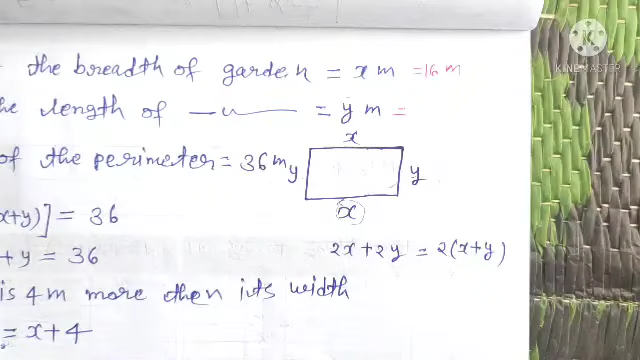 the breadth of garden = x m = 16 m
he length of —〃— = y m =
x
of the perimeter = 36 m
y
y
x
x+y)] = 36
+ y = 36
2x + 2y = 2(x+y)
is 4 m more then its width
= x + 4
KINEMASTER